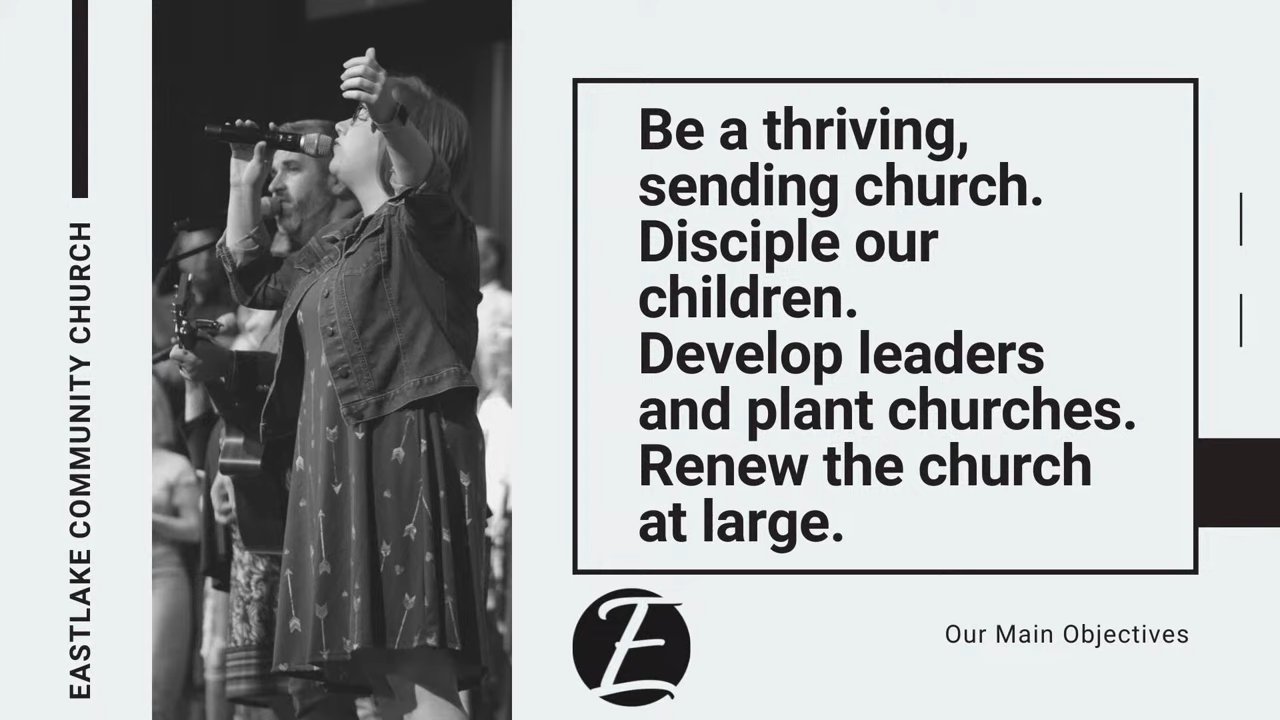 EASTLAKE COMMUNITY CHURCH
Be a thriving,
sending church.
Disciple our
children.
Develop leaders
and plant churches.
Renew the church
at large.
E
Our Main Objectives